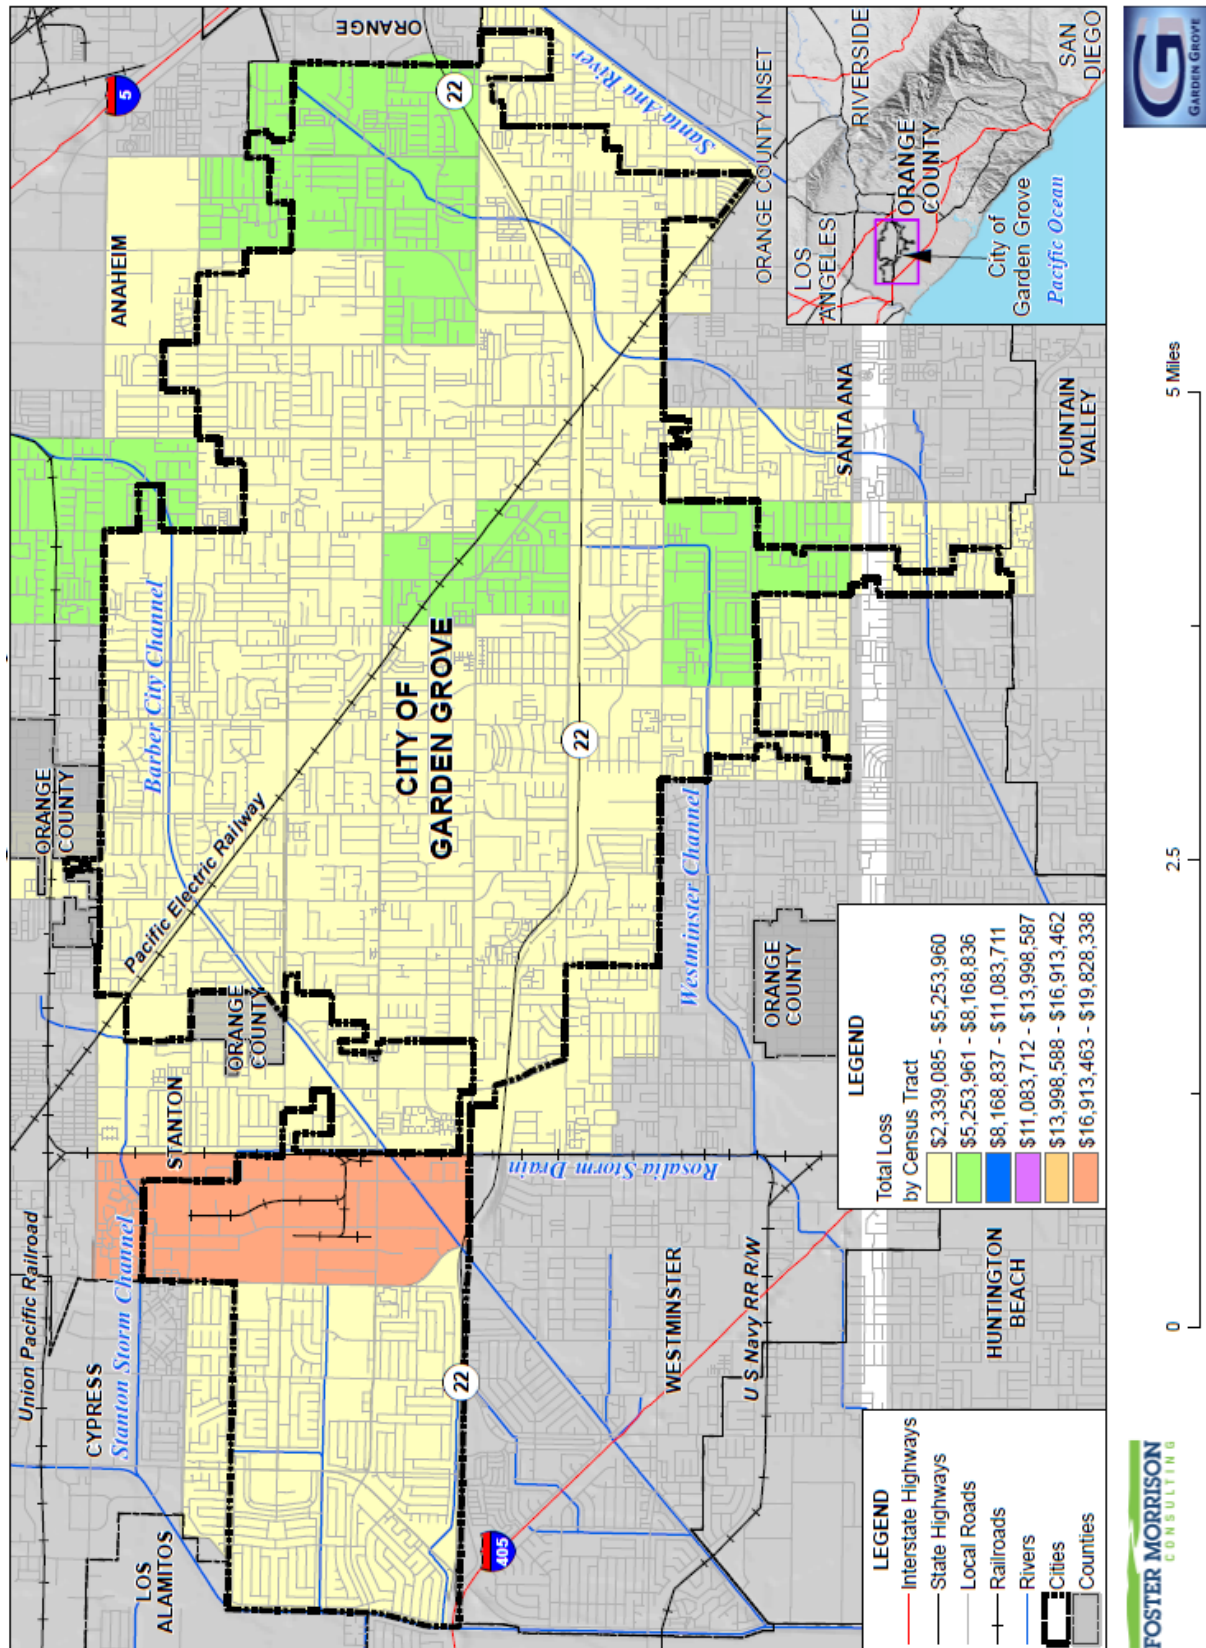 Union Pacific Railroad
CYPRESS
Stanton Storm Channel
LOS
ALAMITOS
STANTON
ORANGE
COUNTY
ORANGE
COUNTY
Pacific Electric Railway
Barber City Channel
ANAHEIM
5
ORANGE
22
Santa Ana River
CITY OF
GARDEN GROVE
22
22
405
Rosalia Storm Drain
Westminster Channel
WESTMINSTER
U S Navy RR R/W
ORANGE
COUNTY
SANTA ANA
FOUNTAIN
VALLEY
HUNTINGTON
BEACH
LEGEND
Interstate Highways
State Highways
Local Roads
Railroads
Rivers
Cities
Counties
LEGEND
Total Loss
by Census Tract
$2,339,085 - $5,253,960
$5,253,961 - $8,168,836
$8,168,837 - $11,083,711
$11,083,712 - $13,998,587
$13,998,588 - $16,913,462
$16,913,463 - $19,828,338
ORANGE COUNTY INSET
LOS
ANGELES
RIVERSIDE
ORANGE
COUNTY
SAN
DIEGO
City of
Garden Grove
Pacific Ocean
FOSTER MORRISON
CONSULTING
0
2.5
5 Miles
G
GARDEN GROVE